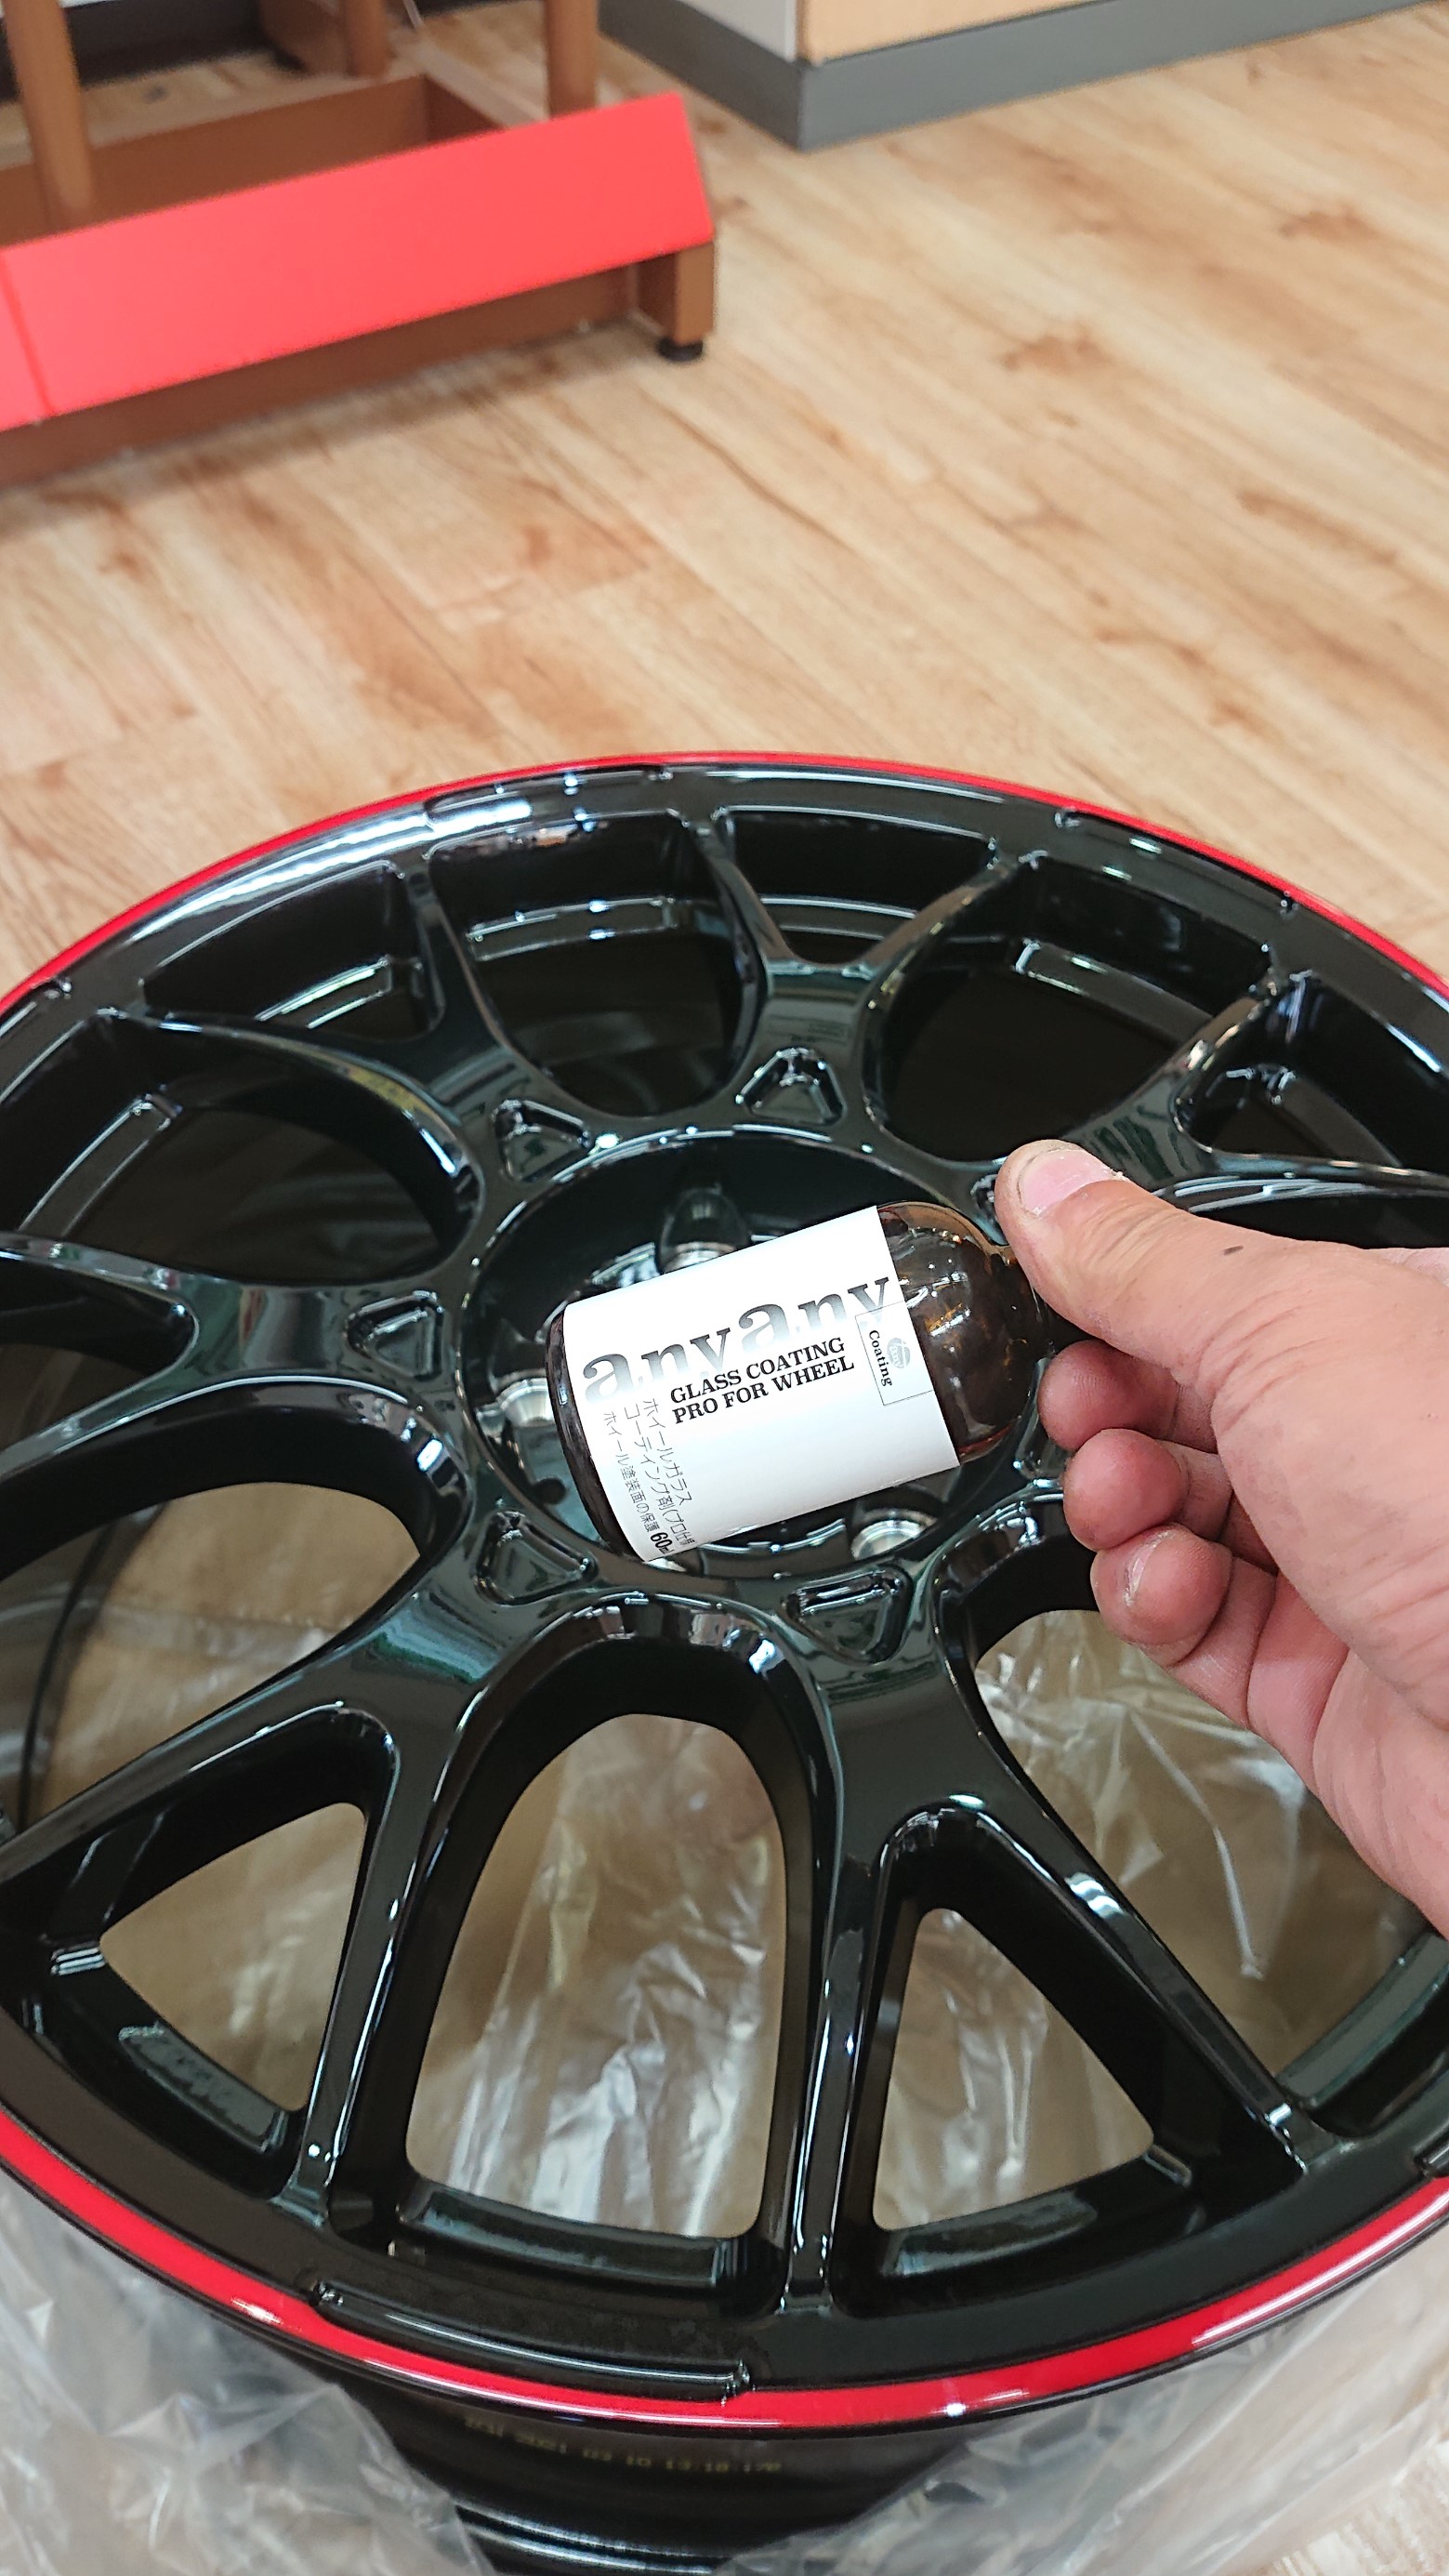 anyany
GLASS COATING
PRO FOR WHEEL
Coating
ホイールガラス
コーティング剤(プロ仕様
ホイール塗装面の保護 60ml